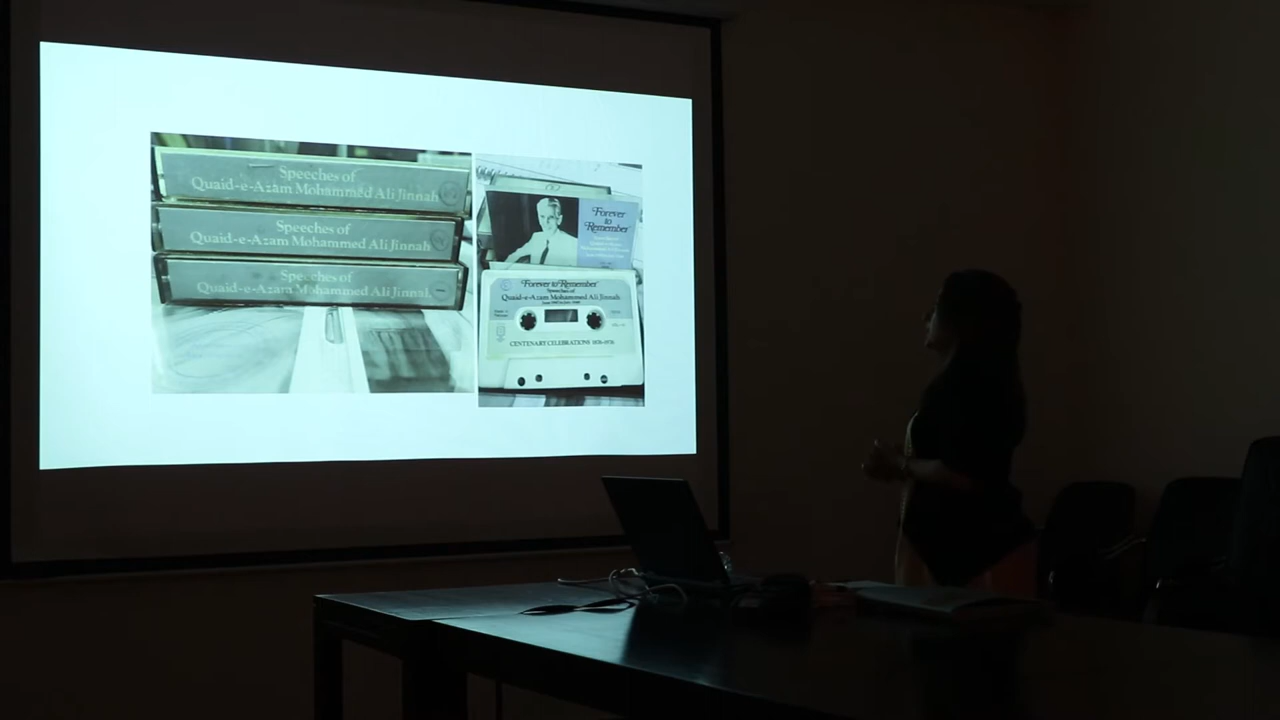 Speeches of
Quaid-e-Azam Mohammed Ali Jinnah
Speeches of
Quaid-e-Azam Mohammed Ali Jinnah
Speeches of
Quaid-e-Azam Mohammed Ali Jinnah
Forever
to
Remember
Forever to Remember
Speeches of
Quaid-e-Azam Mohammed Ali Jinnah
CENTENARY CELEBRATIONS 1876-1976